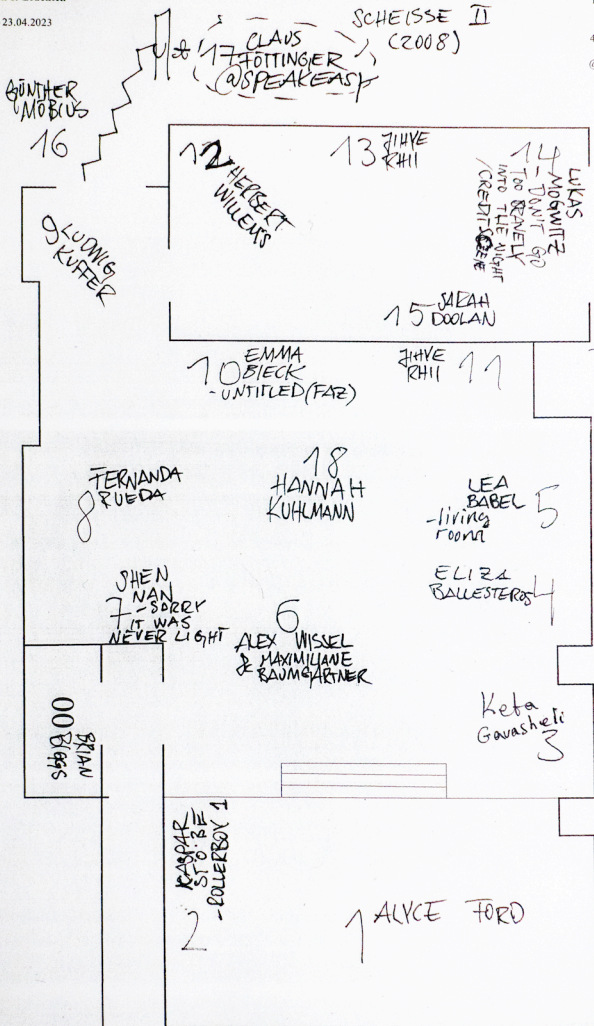 23.04.2023
SCHEISSE II
(2008)
17 CLAUS
FÖTTINGER
@SPEAKEASY
GÜNTHER
MÖBIUS
16
12 HERBERT
WILLEMS
13 JIHYE
RHII
14 LUKAS
MOGWITZ
- DON'T GO
TOO BRAVELY
INTO THE NIGHT
/CREDIT SCENE
9 LUDWIG
KUFFER
15 SARAH
DOOLAN
10 EMMA
BIECK
- UNTITLED (FAZ)
JIHYE
RHII 11
18
HANNAH
KUHLMANN
FERNANDA
8 RUEDA
LEA
BABEL 5
- living
room
ELIZA
BALLESTEROS 4
SHEN
NAN
7 - SORRY
IT WAS
NEVER LIGHT
6
ALEX WISSEL
& MAXIMILIANE
BAUMGARTNER
00 BRIAN
BIGGS
Keta
Gavasheli
3
2 KASPAR
STÖBE
- ROLLERBOY 1
1 ALYCE FORD